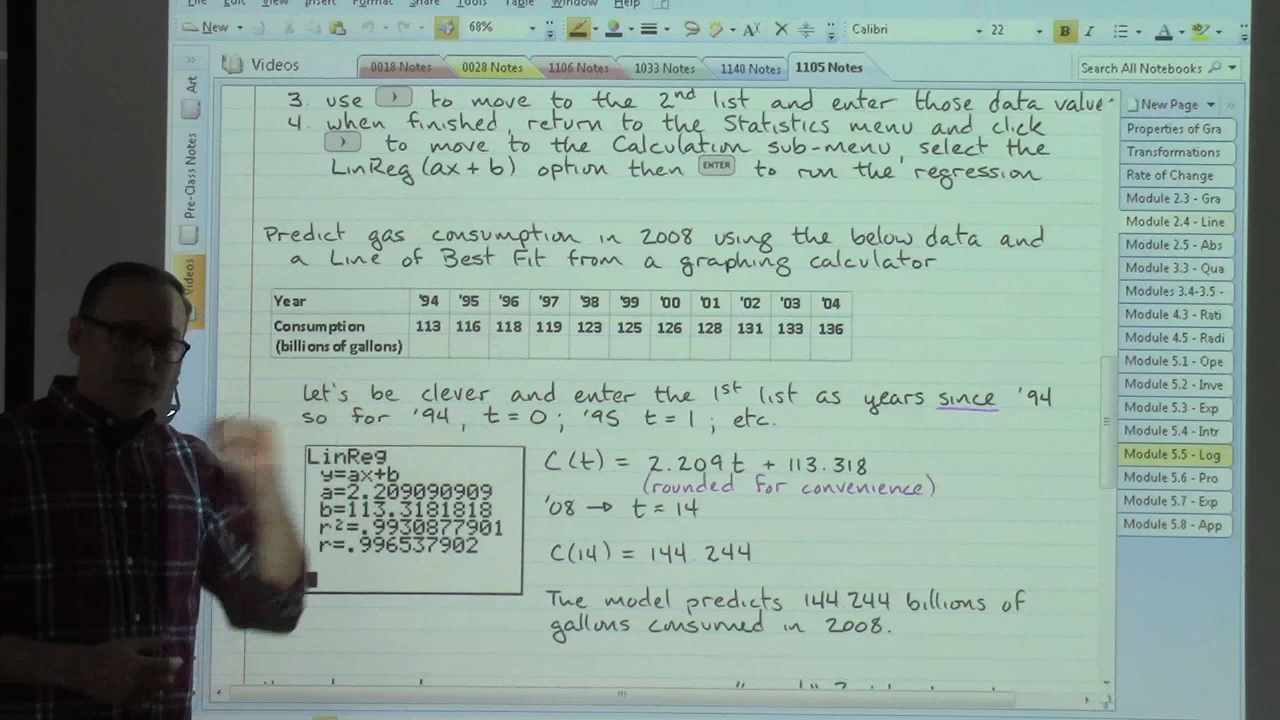 File Edit View Insert Format Share Tools Table Window Help
New 68% Calibri 22 B I A
Videos 0018 Notes 0028 Notes 1106 Notes 1033 Notes 1140 Notes 1105 Notes Search All Notebooks
Art
Pre-Class Notes
Videos
3. use to move to the 2nd list and enter those data value
4. when finished, return to the Statistics menu and click
to move to the Calculation sub-menu, select the
LinReg (ax + b) option then ENTER to run the regression
Predict gas consumption in 2008 using the below data and
a Line of Best Fit from a graphing calculator
Year '94 '95 '96 '97 '98 '99 '00 '01 '02 '03 '04
Consumption 113 116 118 119 123 125 126 128 131 133 136
(billions of gallons)
Let's be clever and enter the 1st list as years since '94
so for '94, t = 0; '95 t = 1; etc.
LinReg
y=ax+b
a=2.209090909
b=113.3181818
r²=.9930877901
r=.996537902
C(t) = 2.209t + 113.318
(rounded for convenience)
'08 → t = 14
C(14) = 144.244
The model predicts 144.244 billions of
gallons consumed in 2008.
New Page
Properties of Gra
Transformations
Rate of Change
Module 2.3 - Gra
Module 2.4 - Line
Module 2.5 - Abs
Module 3.3 - Qua
Modules 3.4-3.5 -
Module 4.3 - Rati
Module 4.5 - Radi
Module 5.1 - Ope
Module 5.2 - Inve
Module 5.3 - Exp
Module 5.4 - Intr
Module 5.5 - Log
Module 5.6 - Pro
Module 5.7 - Exp
Module 5.8 - App